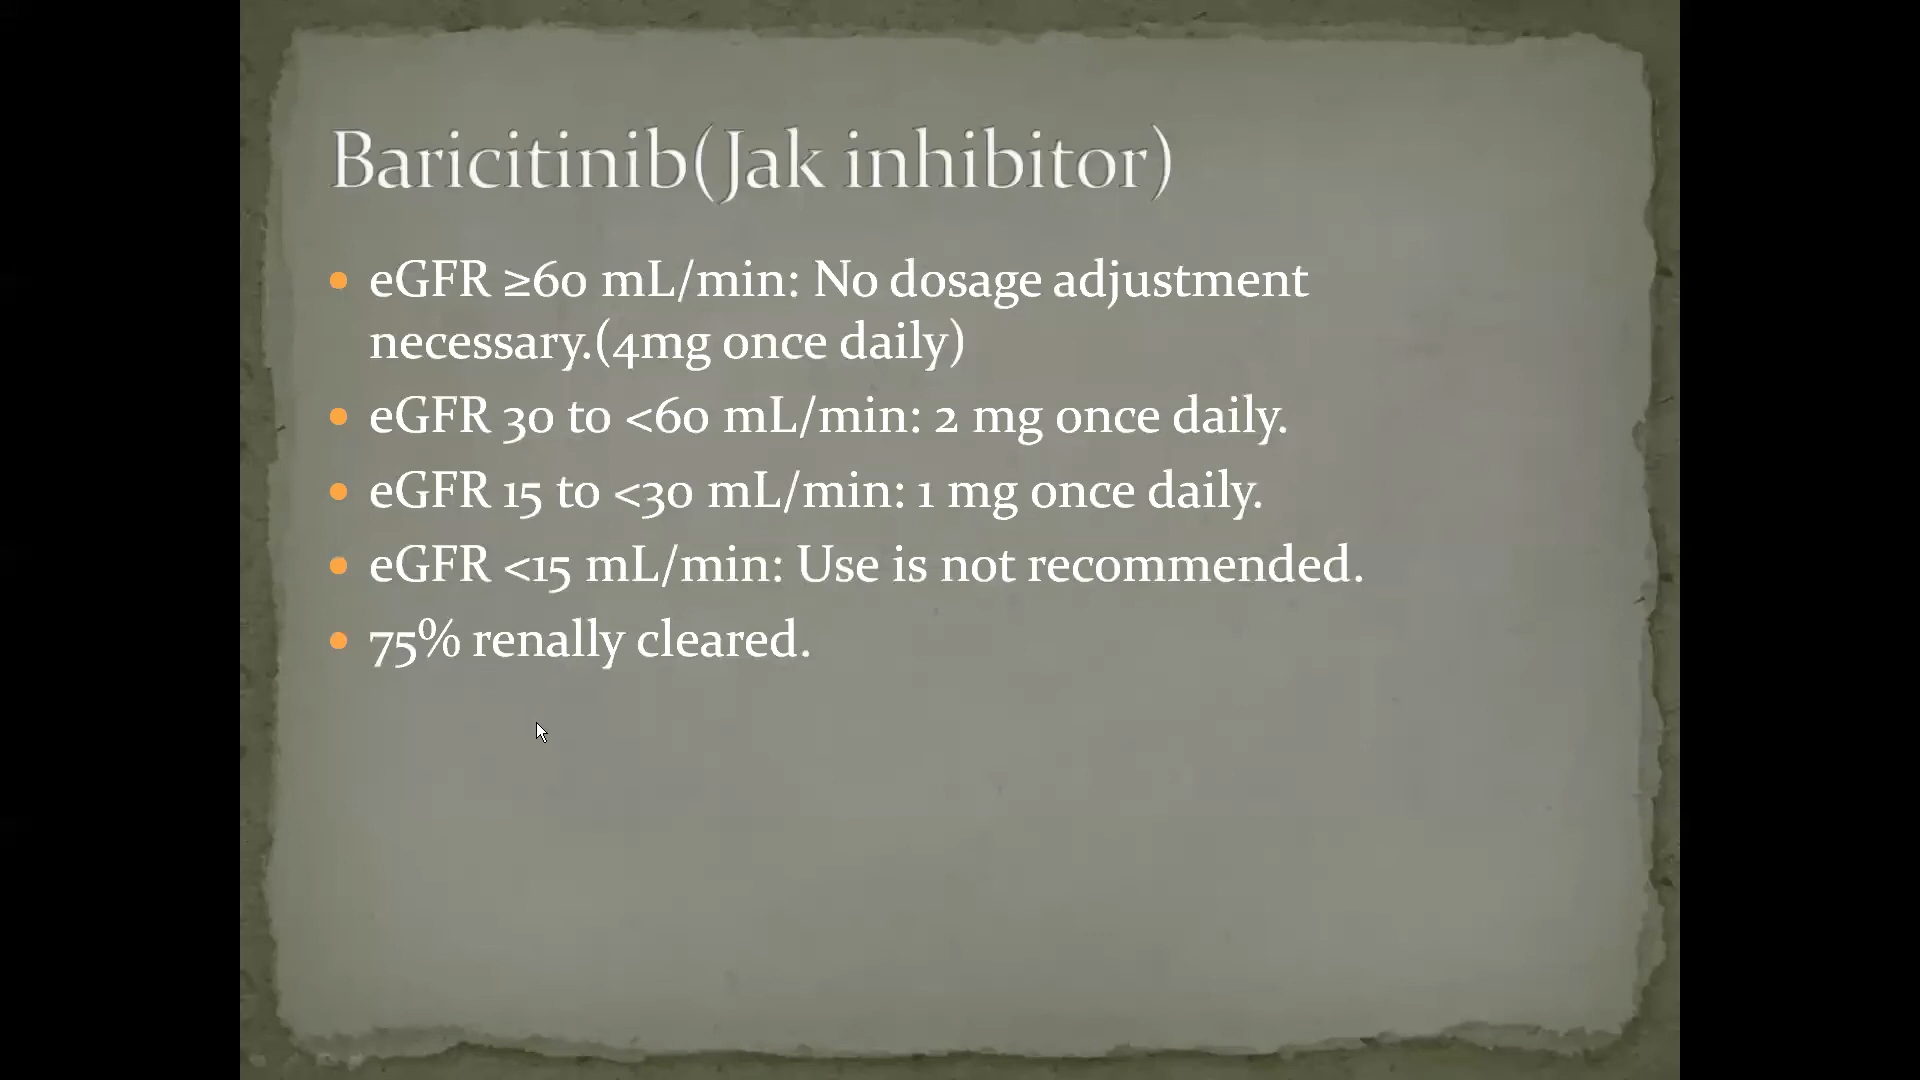 Baricitinib(Jak inhibitor)
eGFR ≥60 mL/min: No dosage adjustment
necessary.(4mg once daily)
eGFR 30 to <60 mL/min: 2 mg once daily.
eGFR 15 to <30 mL/min: 1 mg once daily.
eGFR <15 mL/min: Use is not recommended.
75% renally cleared.